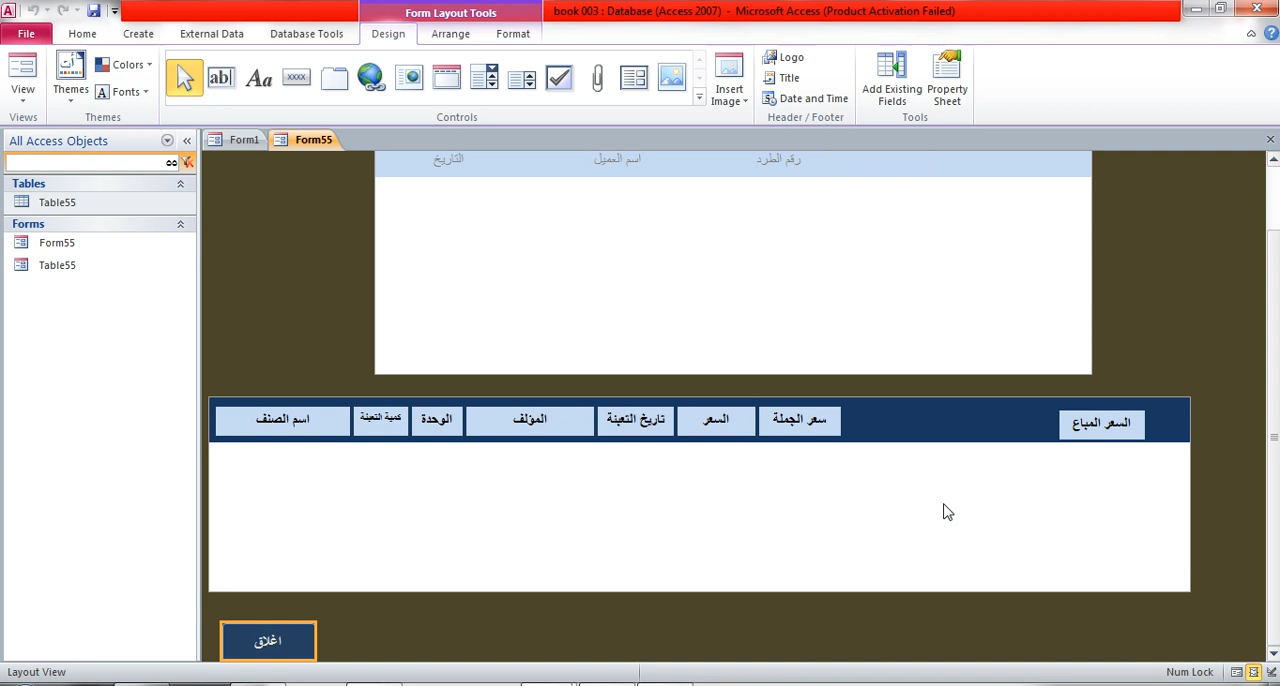 Form Layout Tools
book 003 : Database (Access 2007) - Microsoft Access (Product Activation Failed)
File Home Create External Data Database Tools Design Arrange Format
View
Views
Themes
Colors
Fonts
Themes
ab|
Aa
xxxx
Controls
Insert Image
Logo
Title
Date and Time
Header / Footer
Add Existing Fields
Property Sheet
Tools
All Access Objects
٥٥
Tables
Table55
Forms
Form55
Table55
Form1 Form55
التاريخ اسم العميل رقم الطرد
اسم الصنف كمية التعبئة الوحدة المؤلف تاريخ التعبئة السعر سعر الجملة السعر المباع
اغلاق
Layout View
Num Lock